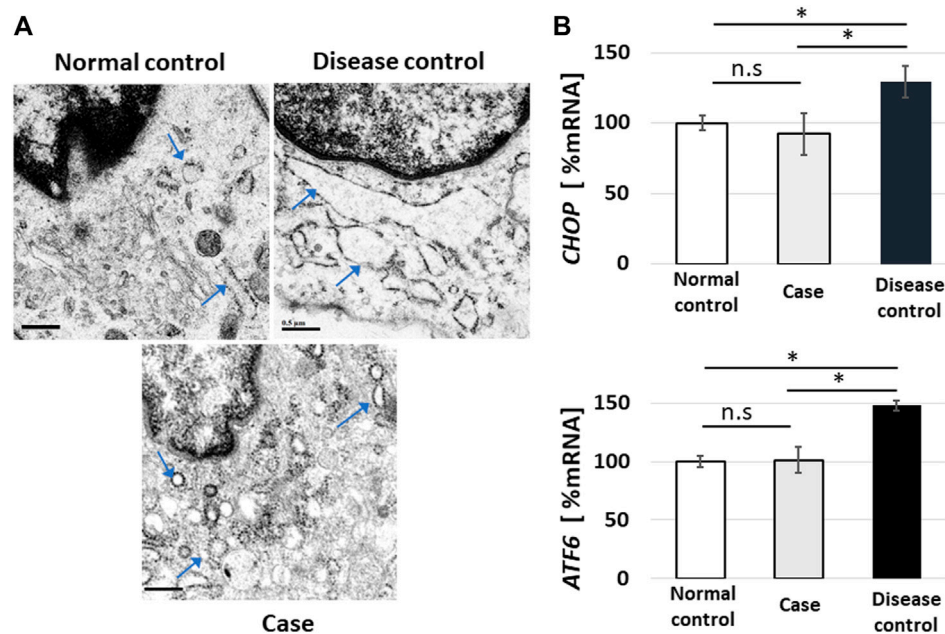 A
Normal control
Disease control
0.5 µm
Case
B
*
*
n.s
150
100
50
0
CHOP [ %mRNA]
Normal
control
Case
Disease
control
*
*
n.s
150
100
50
0
ATF6 [ %mRNA]
Normal
control
Case
Disease
control